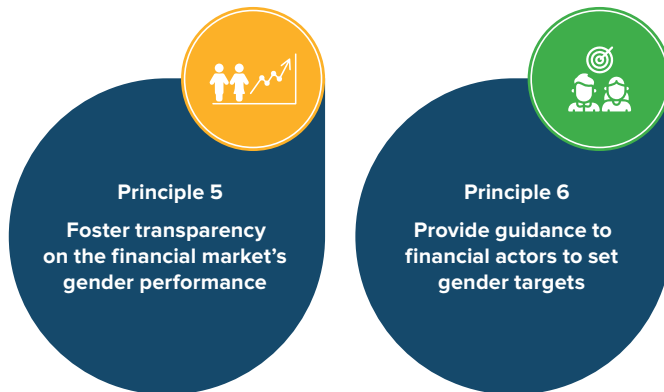 Principle 5
Foster transparency
on the financial market's
gender performance
Principle 6
Provide guidance to
financial actors to set
gender targets